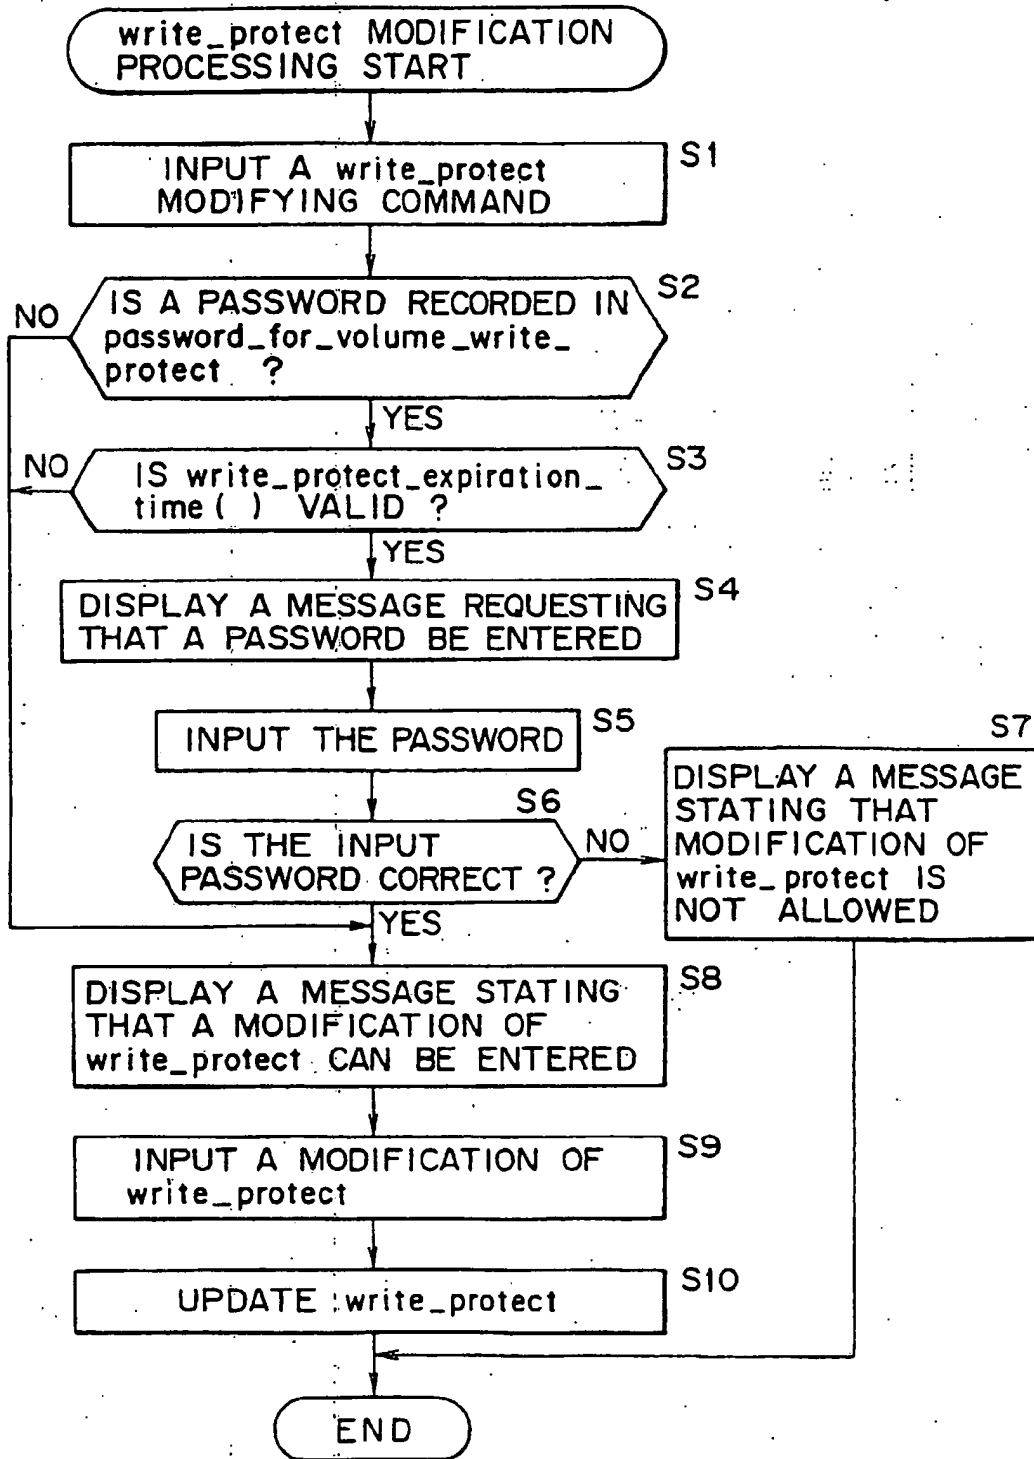 write_protect MODIFICATION
PROCESSING START
S1
INPUT A write_protect
MODIFYING COMMAND
S2
IS A PASSWORD RECORDED IN
password_for_volume_write_
protect ?
NO
YES
S3
IS write_protect_expiration_
time( ) VALID ?
NO
YES
S4
DISPLAY A MESSAGE REQUESTING
THAT A PASSWORD BE ENTERED
S5
INPUT THE PASSWORD
S6
IS THE INPUT
PASSWORD CORRECT ?
NO
YES
S7
DISPLAY A MESSAGE
STATING THAT
MODIFICATION OF
write_protect IS
NOT ALLOWED
S8
DISPLAY A MESSAGE STATING
THAT A MODIFICATION OF
write_protect CAN BE ENTERED
S9
INPUT A MODIFICATION OF
write_protect
S10
UPDATE write_protect
END